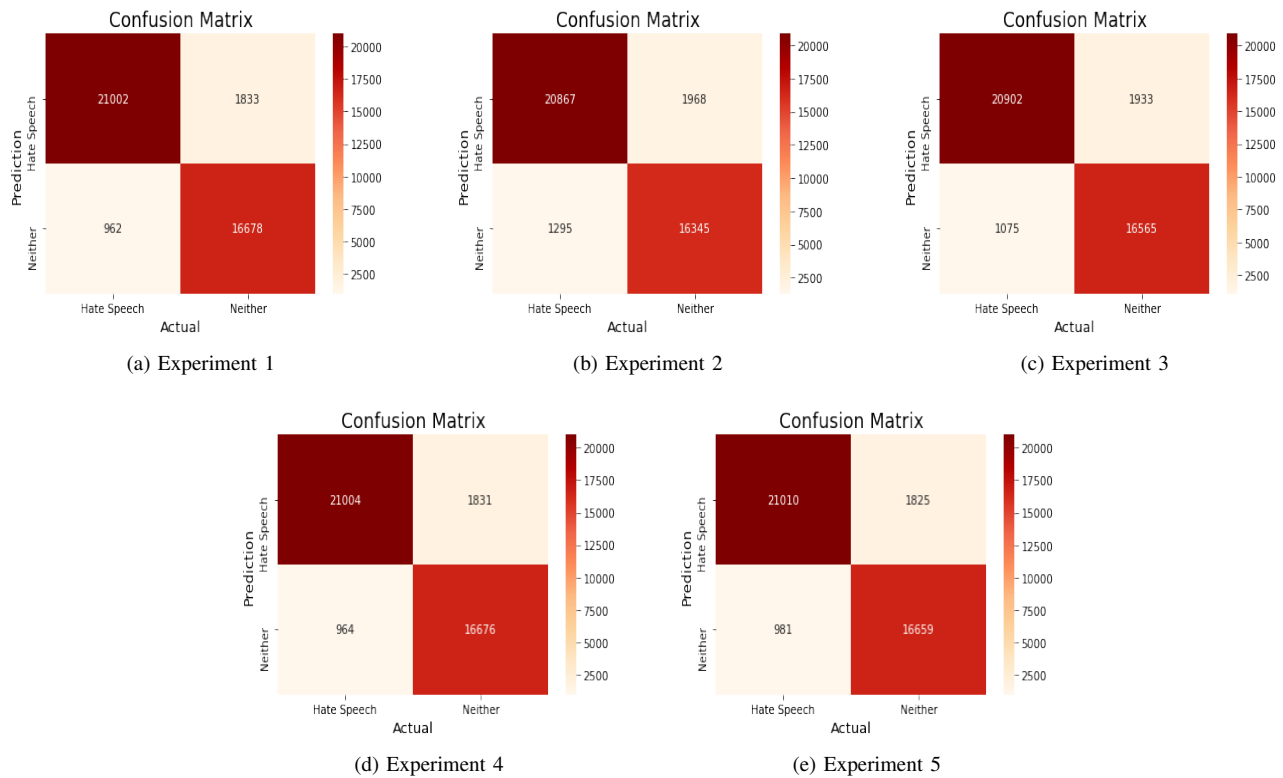 Confusion Matrix
21002 1833
962 16678
Prediction
Hate Speech
Neither
Hate Speech Neither
Actual
20000
17500
15000
12500
10000
7500
5000
2500
(a) Experiment 1
Confusion Matrix
20867 1968
1295 16345
Prediction
Hate Speech
Neither
Hate Speech Neither
Actual
20000
17500
15000
12500
10000
7500
5000
2500
(b) Experiment 2
Confusion Matrix
20902 1933
1075 16565
Prediction
Hate Speech
Neither
Hate Speech Neither
Actual
20000
17500
15000
12500
10000
7500
5000
2500
(c) Experiment 3
Confusion Matrix
21004 1831
964 16676
Prediction
Hate Speech
Neither
Hate Speech Neither
Actual
20000
17500
15000
12500
10000
7500
5000
2500
(d) Experiment 4
Confusion Matrix
21010 1825
981 16659
Prediction
Hate Speech
Neither
Hate Speech Neither
Actual
20000
17500
15000
12500
10000
7500
5000
2500
(e) Experiment 5